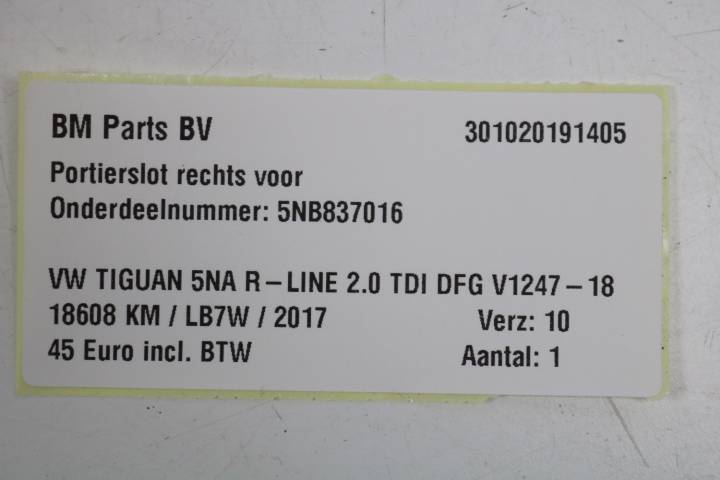 BM Parts BV 301020191405
Portierslot rechts voor
Onderdeelnummer: 5NB837016
VW TIGUAN 5NA R-LINE 2.0 TDI DFG V1247-18
18608 KM / LB7W / 2017 Verz: 10
45 Euro incl. BTW Aantal: 1